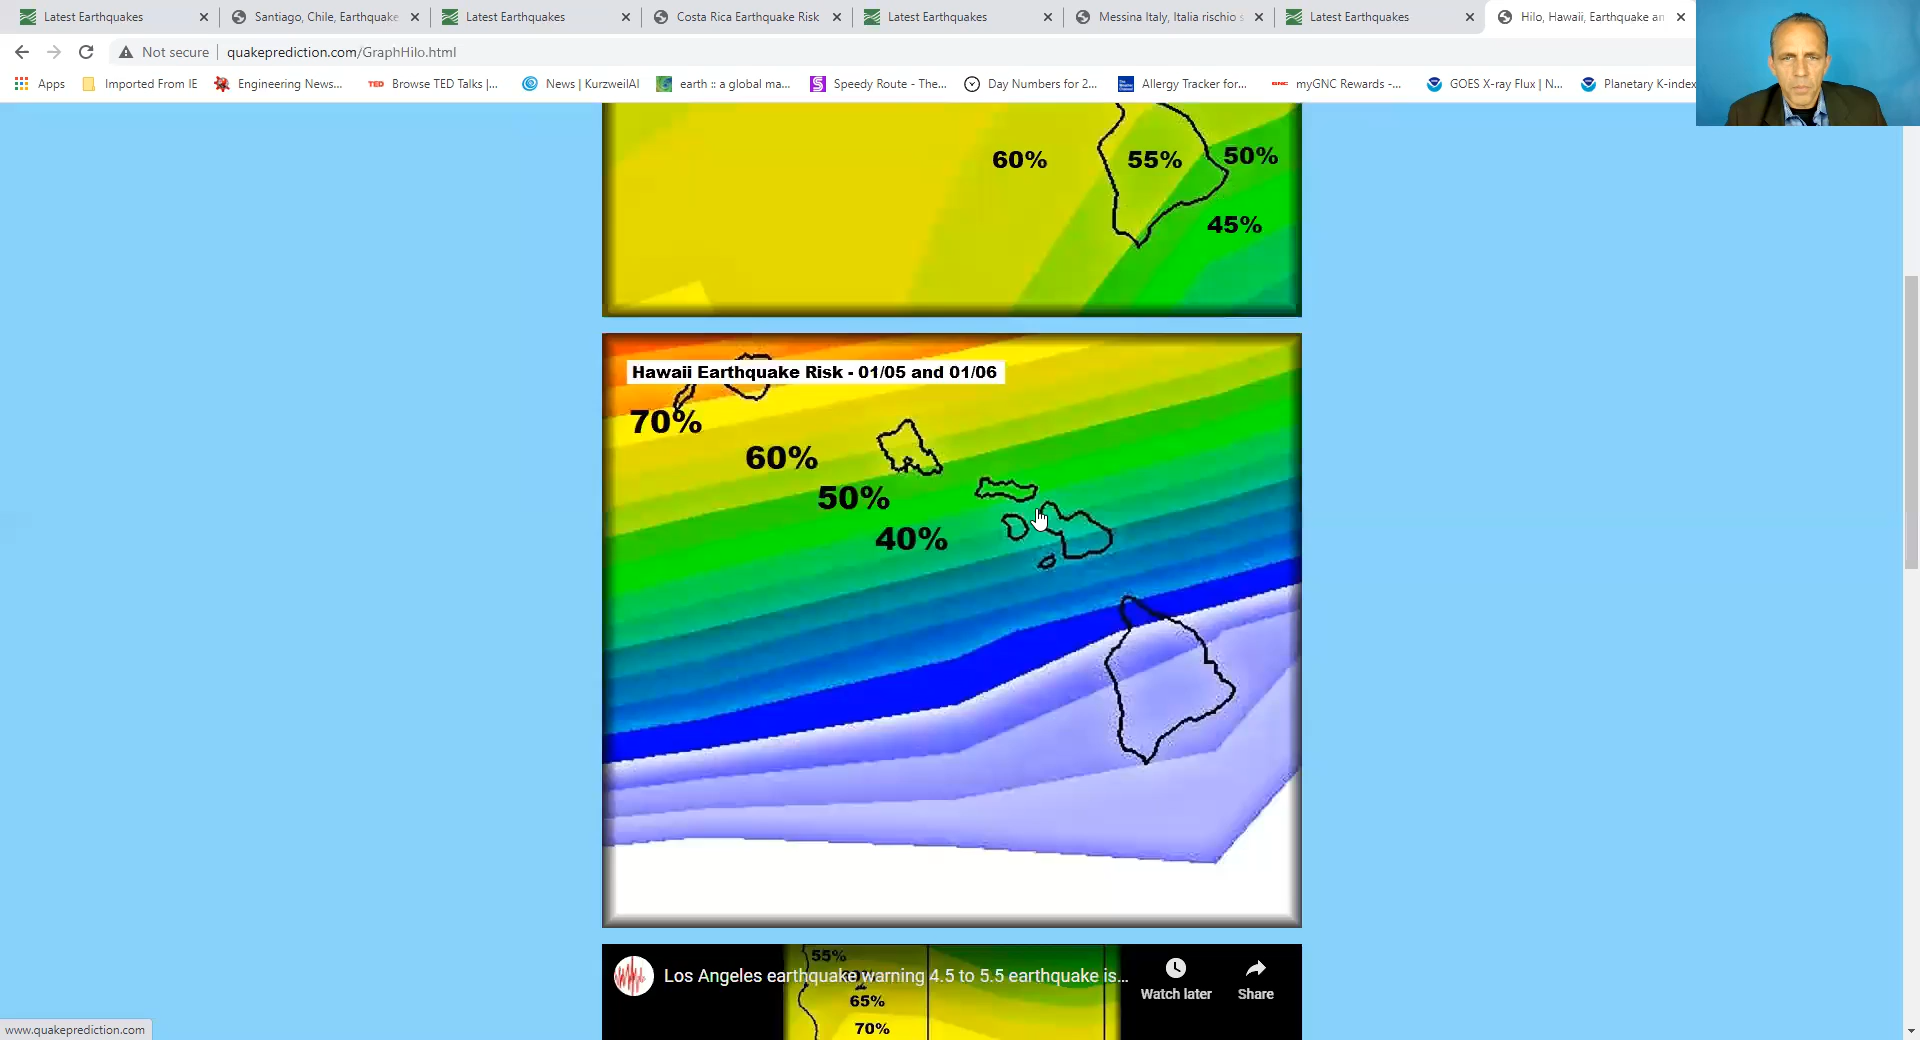 Latest Earthquakes
Santiago, Chile, Earthquake
Latest Earthquakes
Costa Rica Earthquake Risk
Latest Earthquakes
Messina Italy, Italia rischio s
Latest Earthquakes
Hilo, Hawaii, Earthquake an
Not secure
quakeprediction.com/GraphHilo.html
Apps
Imported From IE
Engineering News...
TED
Browse TED Talks |...
News | KurzweilAI
earth :: a global ma...
Speedy Route - The...
Day Numbers for 2...
Allergy Tracker for...
GNC
myGNC Rewards -...
GOES X-ray Flux | N...
Planetary K-index
60%
55%
50%
45%
Hawaii Earthquake Risk - 01/05 and 01/06
70%
60%
50%
40%
55%
Los Angeles earthquake warning 4.5 to 5.5 earthquake is...
Watch later
Share
65%
70%
www.quakeprediction.com